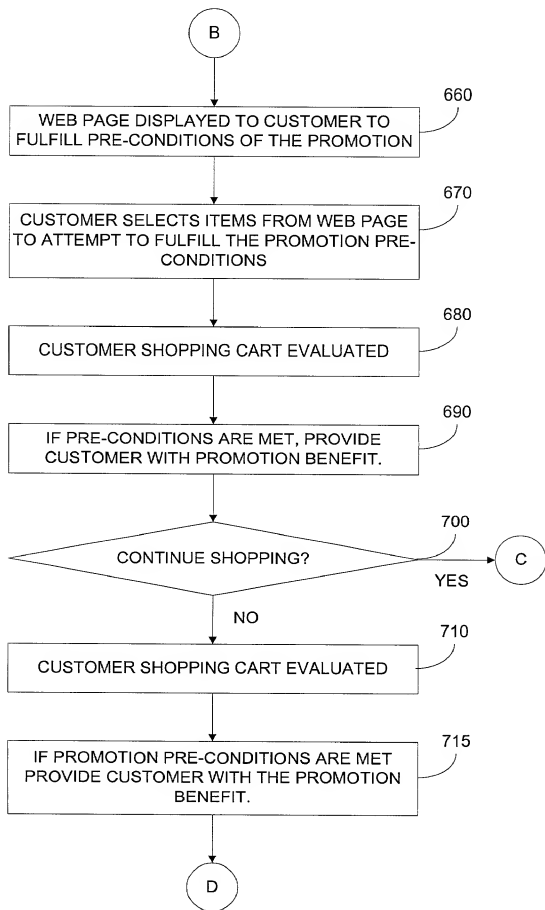 B
660
WEB PAGE DISPLAYED TO CUSTOMER TO
FULFILL PRE-CONDITIONS OF THE PROMOTION
670
CUSTOMER SELECTS ITEMS FROM WEB PAGE
TO ATTEMPT TO FULFILL THE PROMOTION PRE-
CONDITIONS
680
CUSTOMER SHOPPING CART EVALUATED
690
IF PRE-CONDITIONS ARE MET, PROVIDE
CUSTOMER WITH PROMOTION BENEFIT.
700
CONTINUE SHOPPING?
C
YES
NO
710
CUSTOMER SHOPPING CART EVALUATED
715
IF PROMOTION PRE-CONDITIONS ARE MET
PROVIDE CUSTOMER WITH THE PROMOTION
BENEFIT.
D